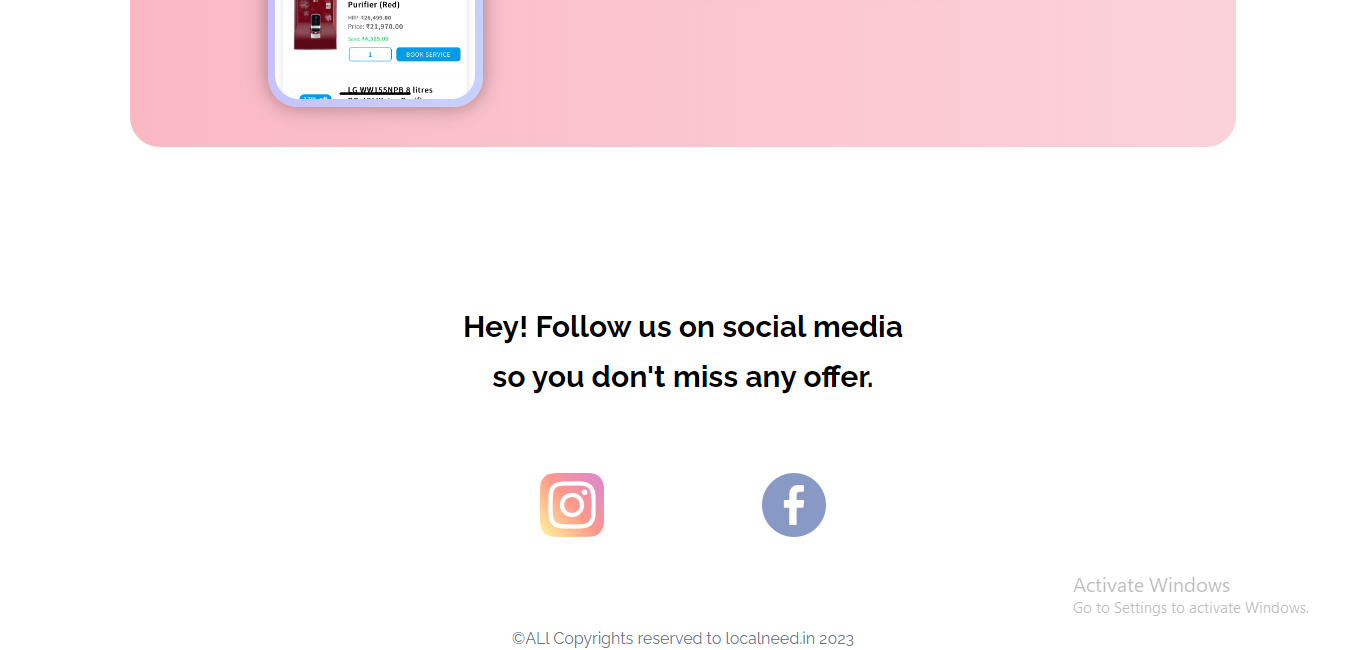 Purifier (Red)
MRP: ₹26,499.00
Price: ₹21,970.00
Save: ₹4,529.00
1
BOOK SERVICE
LG WW155NPB 8 litres
Hey! Follow us on social media
so you don't miss any offer.
Activate Windows
Go to Settings to activate Windows.
©ALl Copyrights reserved to localneed.in 2023